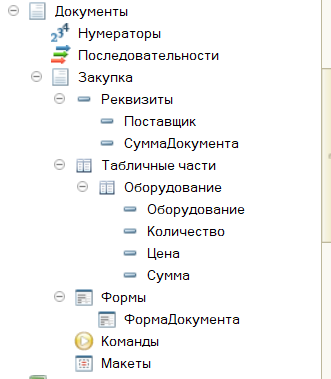 Документы
Нумераторы
Последовательности
Закупка
Реквизиты
Поставщик
СуммаДокумента
Табличные части
Оборудование
Оборудование
Количество
Цена
Сумма
Формы
ФормаДокумента
Команды
Макеты